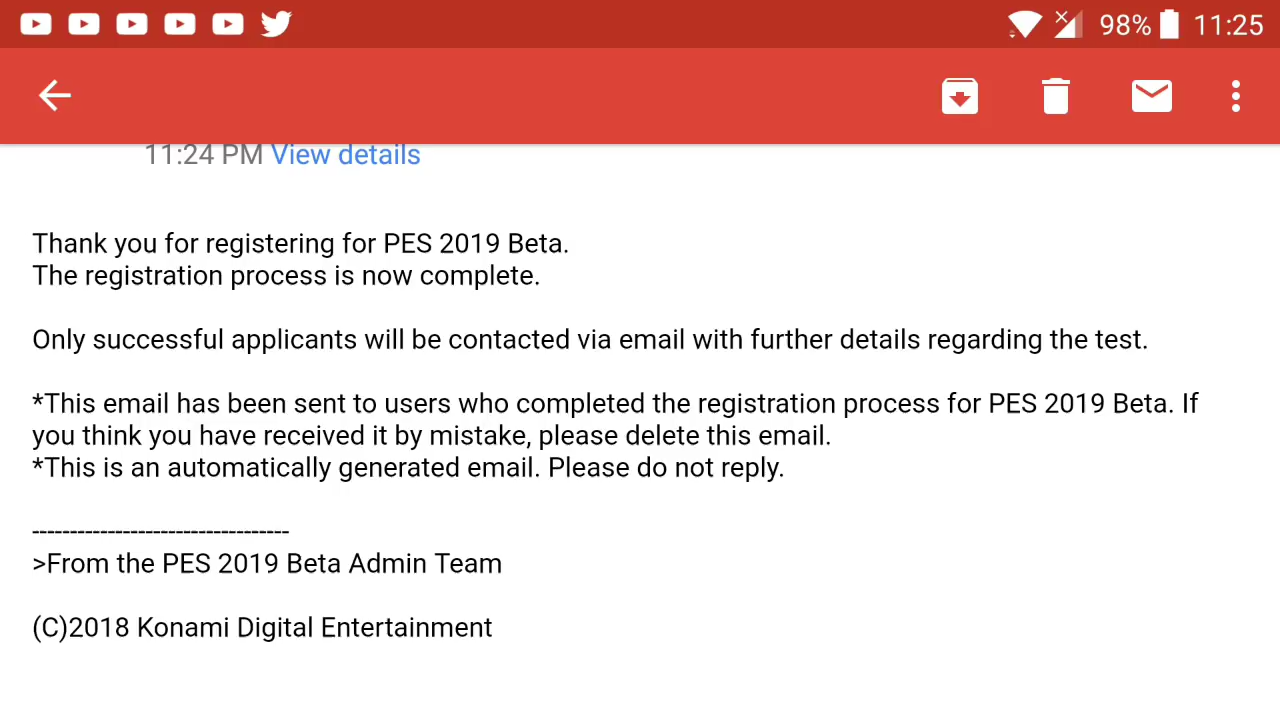 98% 11:25
11:24 PM View details
Thank you for registering for PES 2019 Beta.
The registration process is now complete.
Only successful applicants will be contacted via email with further details regarding the test.
*This email has been sent to users who completed the registration process for PES 2019 Beta. If
you think you have received it by mistake, please delete this email.
*This is an automatically generated email. Please do not reply.
----------------------------------
>From the PES 2019 Beta Admin Team
(C)2018 Konami Digital Entertainment